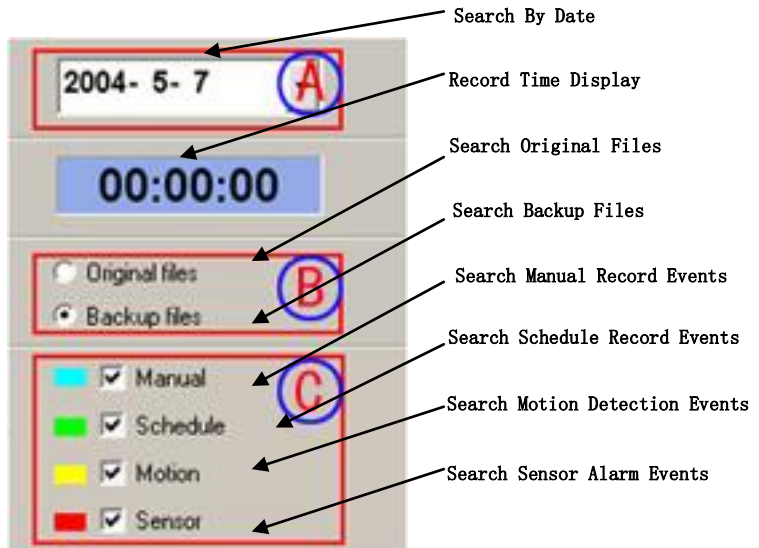 Search By Date
2004- 5- 7
A
Record Time Display
00:00:00
Search Original Files
Original files
B
Search Backup Files
Backup files
Search Manual Record Events
Manual
C
Search Schedule Record Events
Schedule
Search Motion Detection Events
Motion
Search Sensor Alarm Events
Sensor